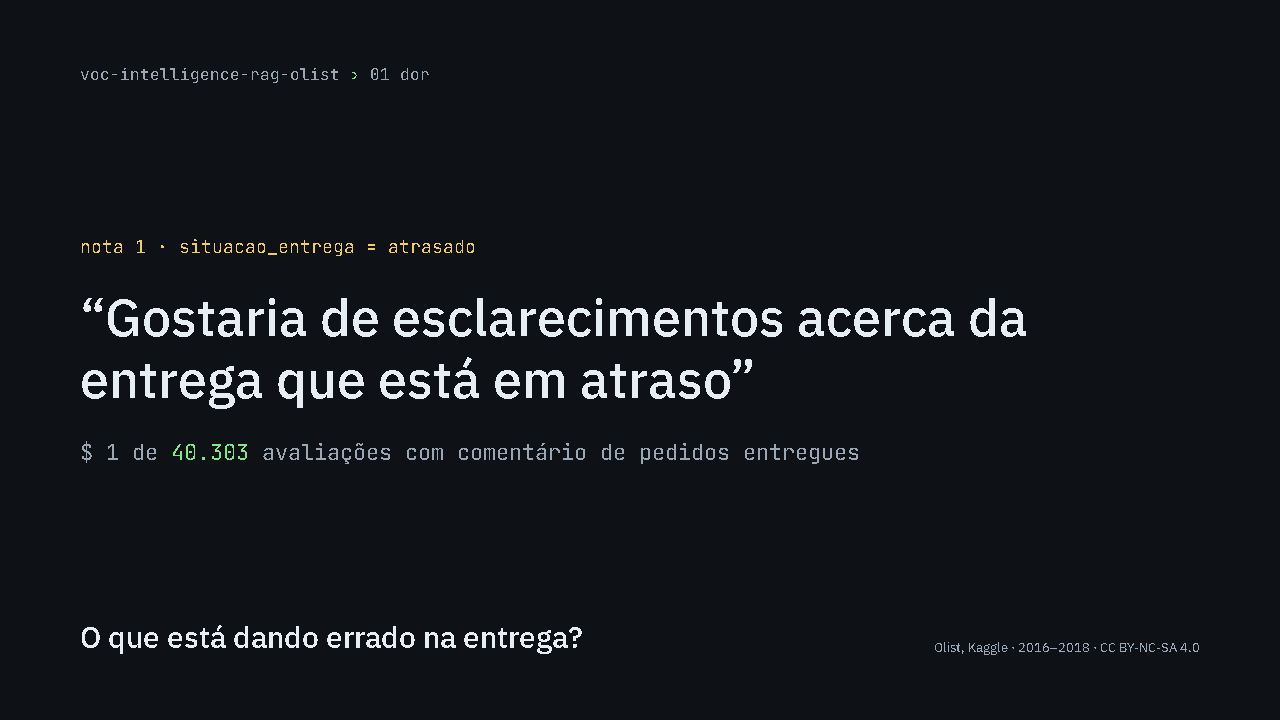 voc-intelligence-rag-olist › 01 dor
nota 1 · situacao_entrega = atrasado
“Gostaria de esclarecimentos acerca da
entrega que está em atraso”
$ 1 de 40.303 avaliações com comentário de pedidos entregues
O que está dando errado na entrega?
Olist, Kaggle · 2016–2018 · CC BY-NC-SA 4.0